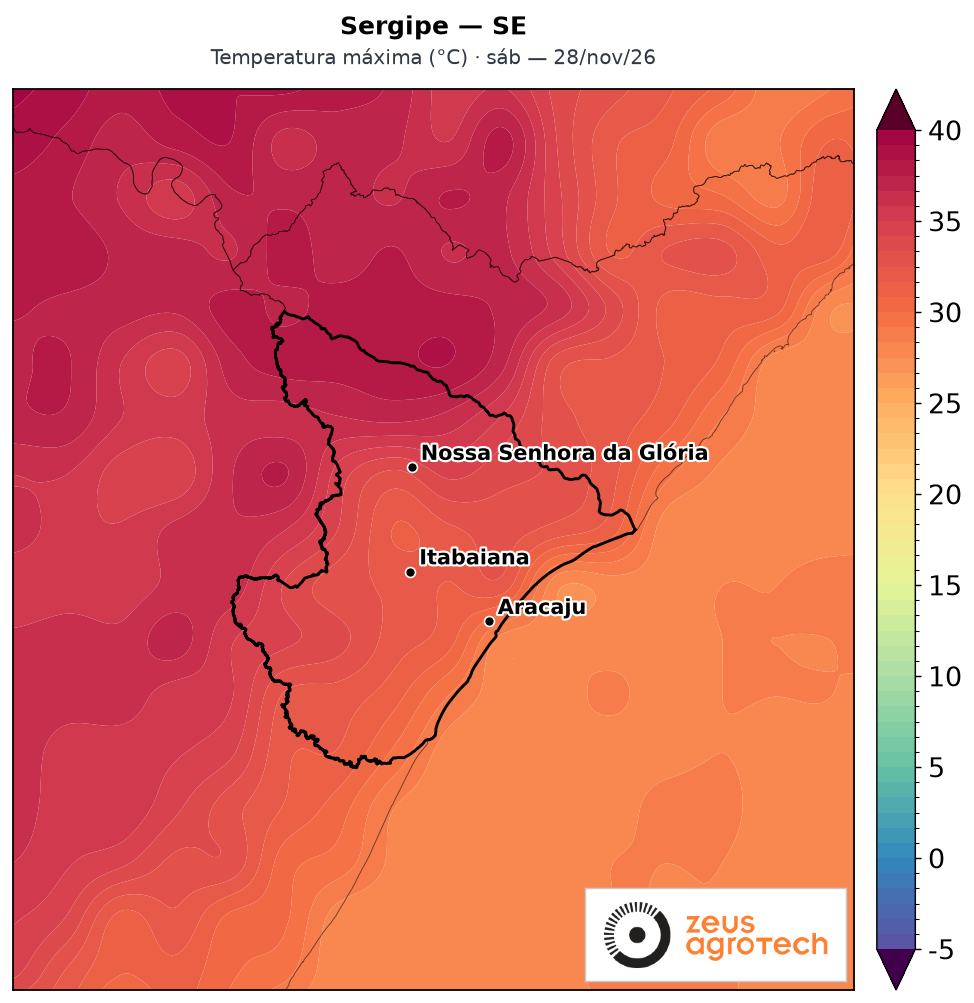 Sergipe — SE
Temperatura máxima (°C) · sáb — 28/nov/26
40
35
30
25
20
15
10
5
0
-5
Nossa Senhora da Glória
Itabaiana
Aracaju
zeus
agrotech